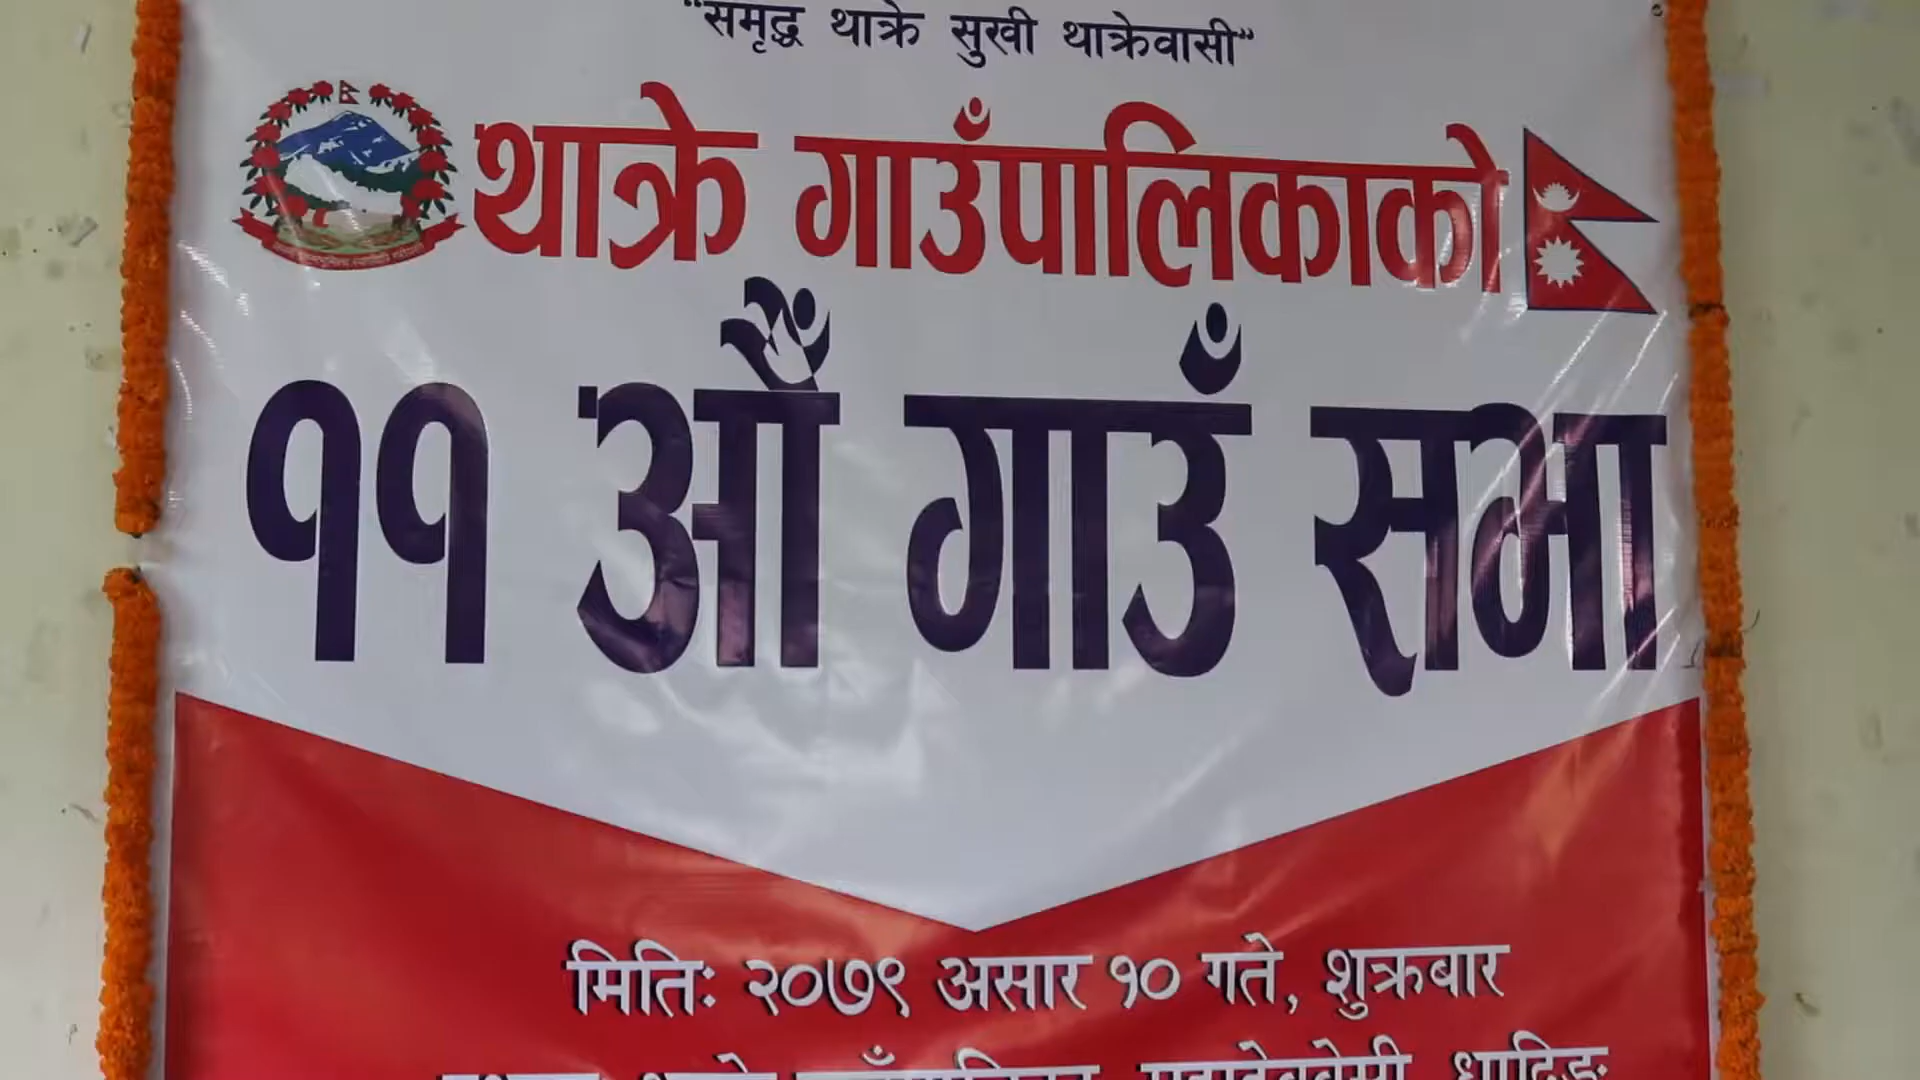 “समृद्ध थाक्रे सुखी थाक्रेवासी”
थाक्रे गाउँपालिकाको
११ औँ गाउँ सभा
मितिः २०७९ असार १० गते, शुक्रबार